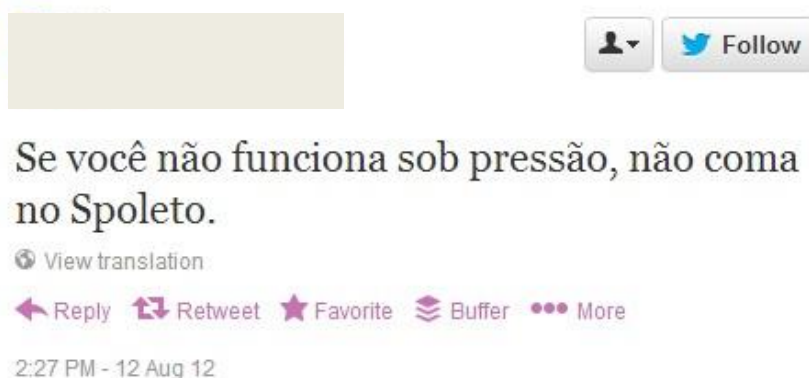 Follow
Se você não funciona sob pressão, não coma
no Spoleto.
View translation
Reply Retweet Favorite Buffer More
2:27 PM - 12 Aug 12